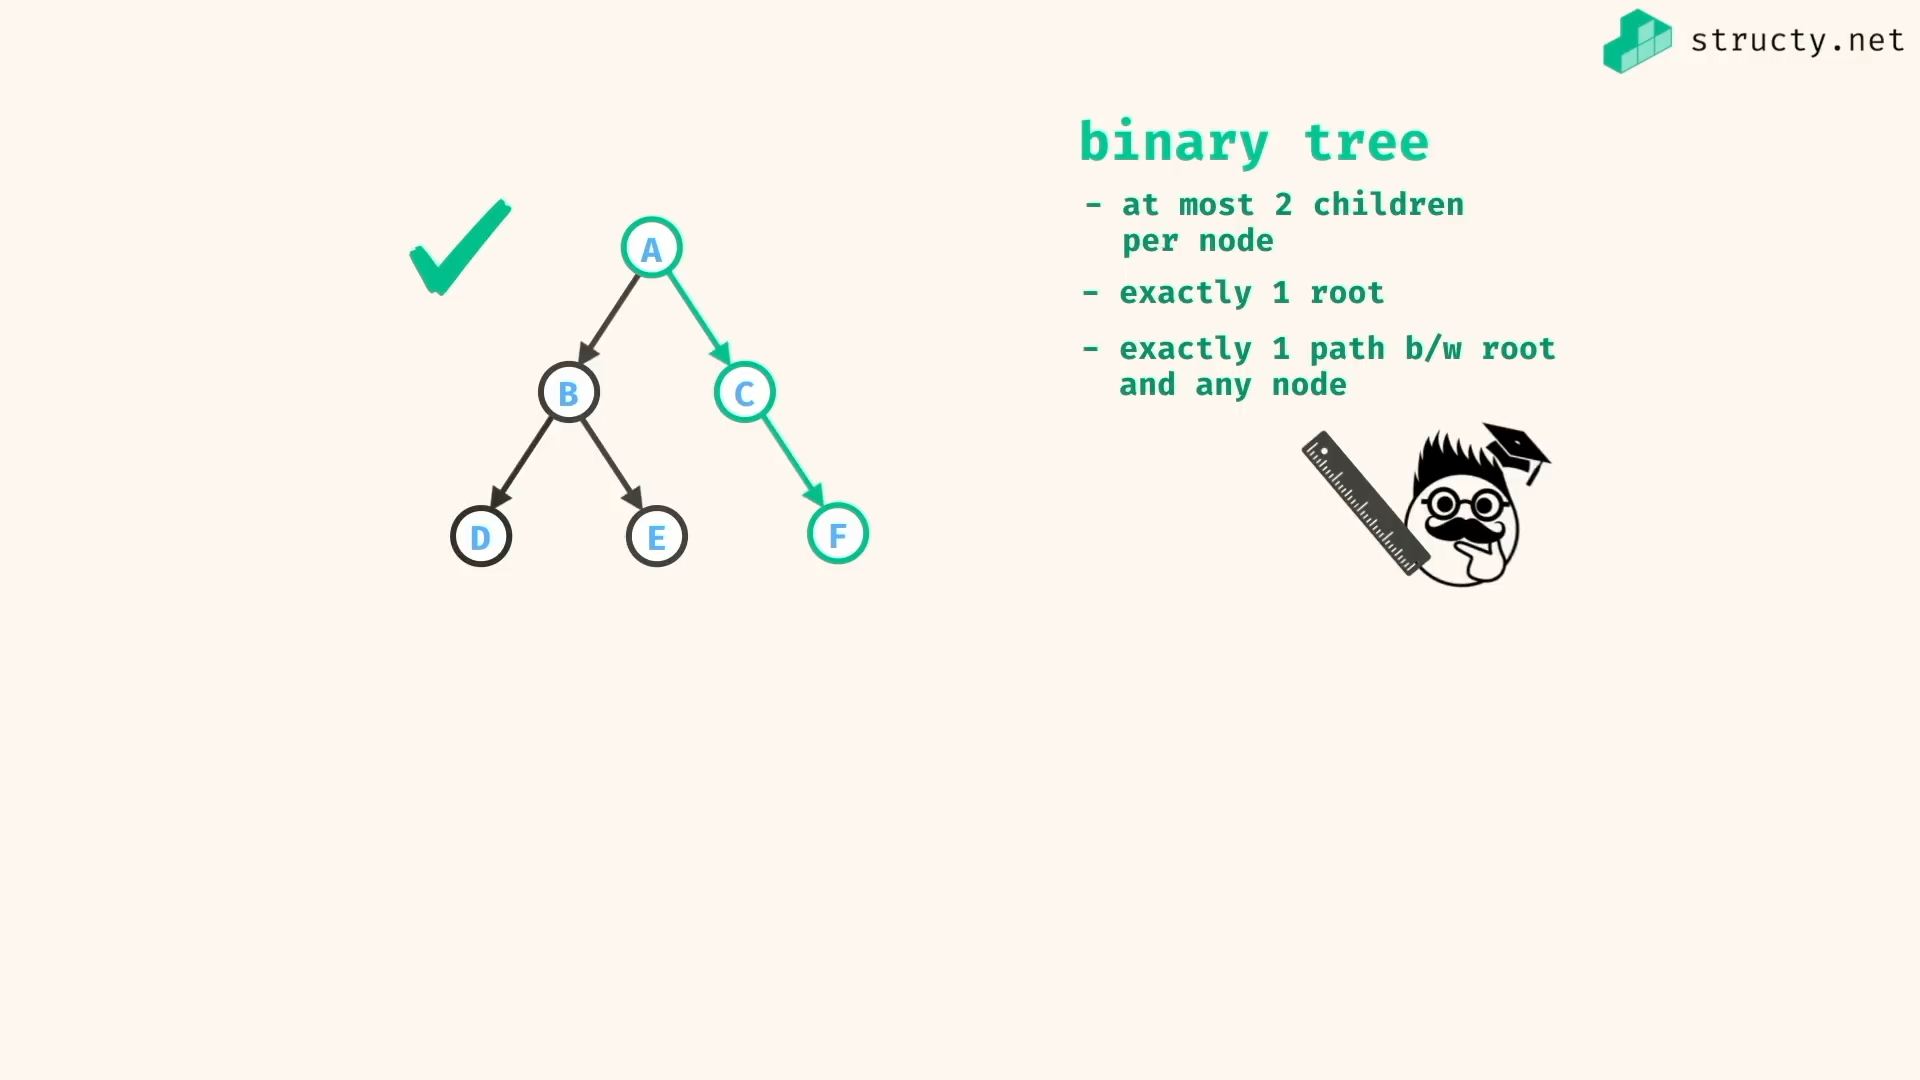 structy.net
binary tree
- at most 2 children
per node
- exactly 1 root
- exactly 1 path b/w root
and any node
A
B
C
D
E
F